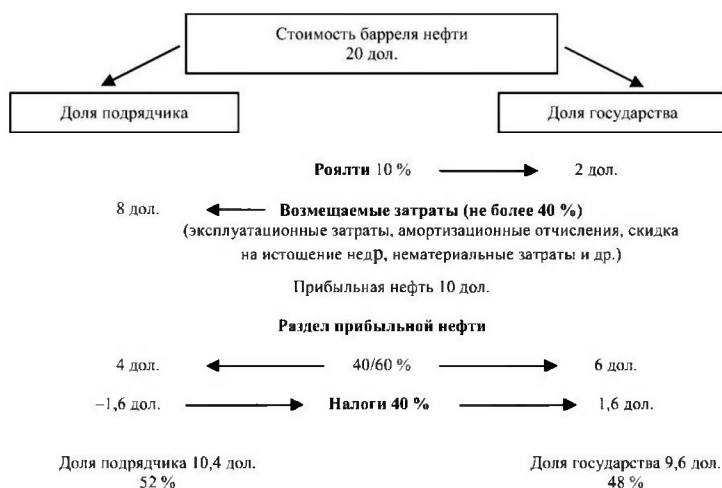 Стоимость барреля нефти
20 дол.
Доля подрядчика
Доля государства
Роялти 10 %
2 дол.
8 дол.
Возмещаемые затраты (не более 40 %)
(эксплуатационные затраты, амортизационные отчисления, скидка
на истощение недр, нематериальные затраты и др.)
Прибыльная нефть 10 дол.
Раздел прибыльной нефти
4 дол.
40/60 %
6 дол.
–1,6 дол.
Налоги 40 %
1,6 дол.
Доля подрядчика 10,4 дол.
52 %
Доля государства 9,6 дол.
48 %